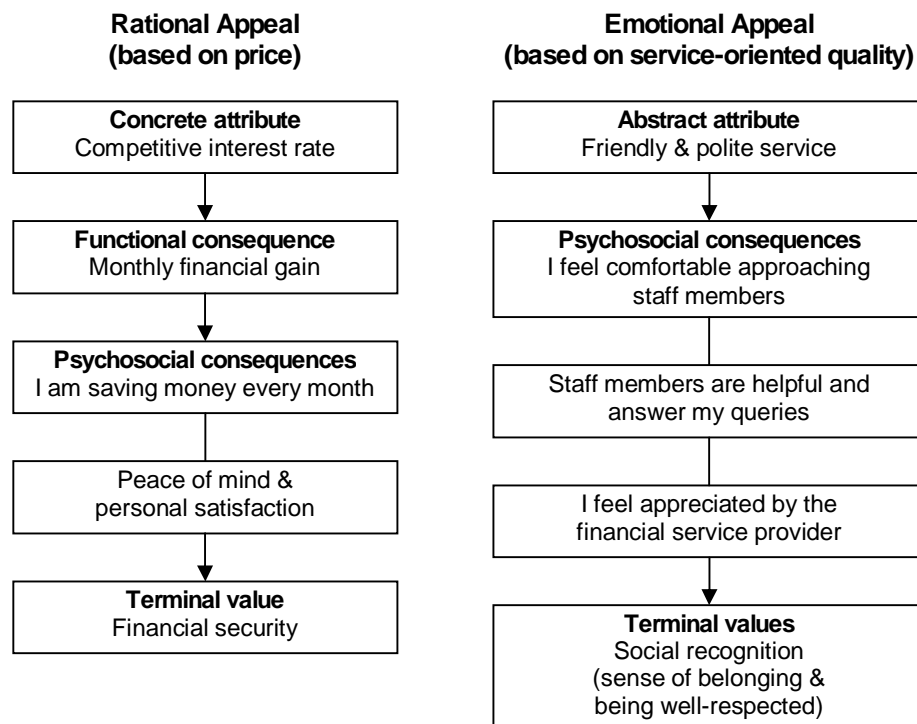 Rational Appeal
(based on price)
Concrete attribute
Competitive interest rate
Functional consequence
Monthly financial gain
Psychosocial consequences
I am saving money every month
Peace of mind &
personal satisfaction
Terminal value
Financial security
Emotional Appeal
(based on service-oriented quality)
Abstract attribute
Friendly & polite service
Psychosocial consequences
I feel comfortable approaching
staff members
Staff members are helpful and
answer my queries
I feel appreciated by the
financial service provider
Terminal values
Social recognition
(sense of belonging &
being well-respected)